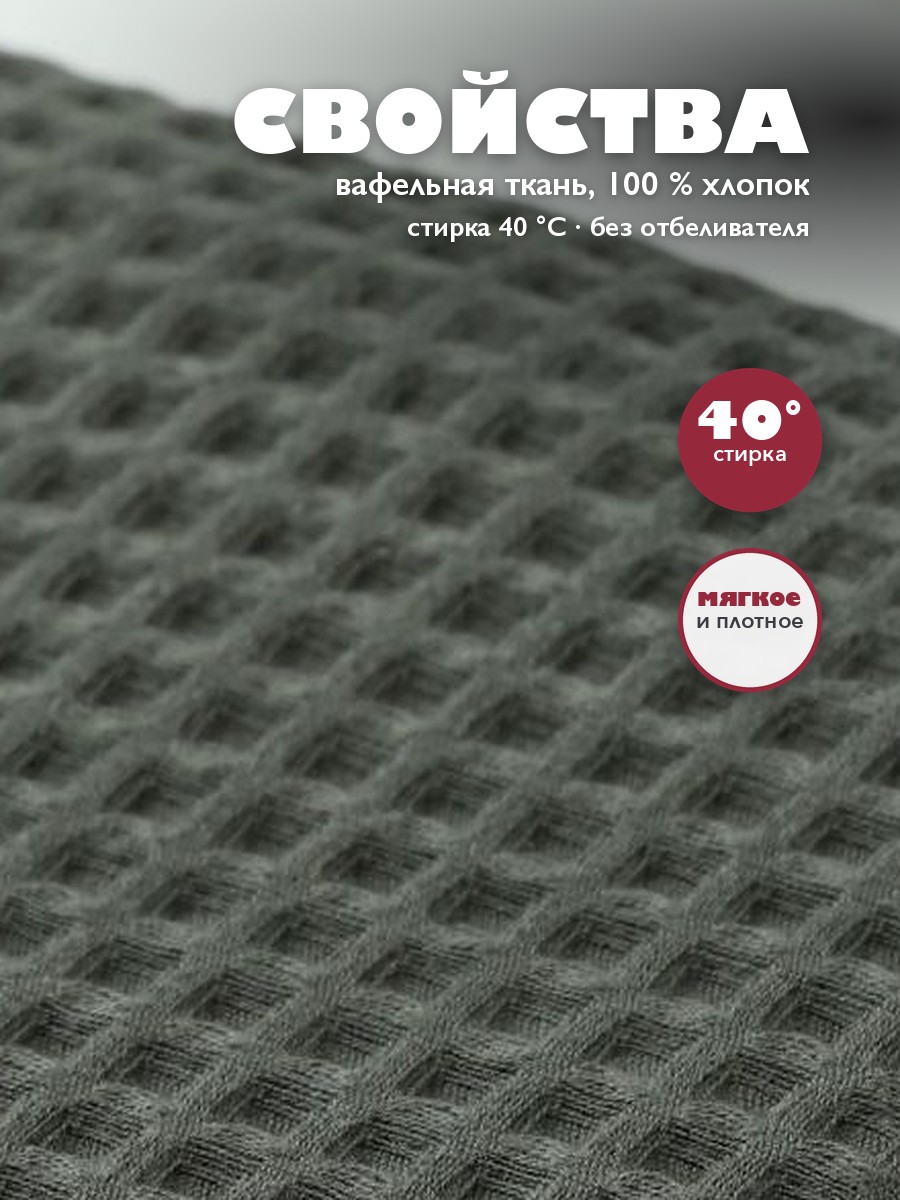 СВОЙСТВА
вафельная ткань, 100 % хлопок
стирка 40 °C · без отбеливателя
40°
стирка
мягкое
и плотное